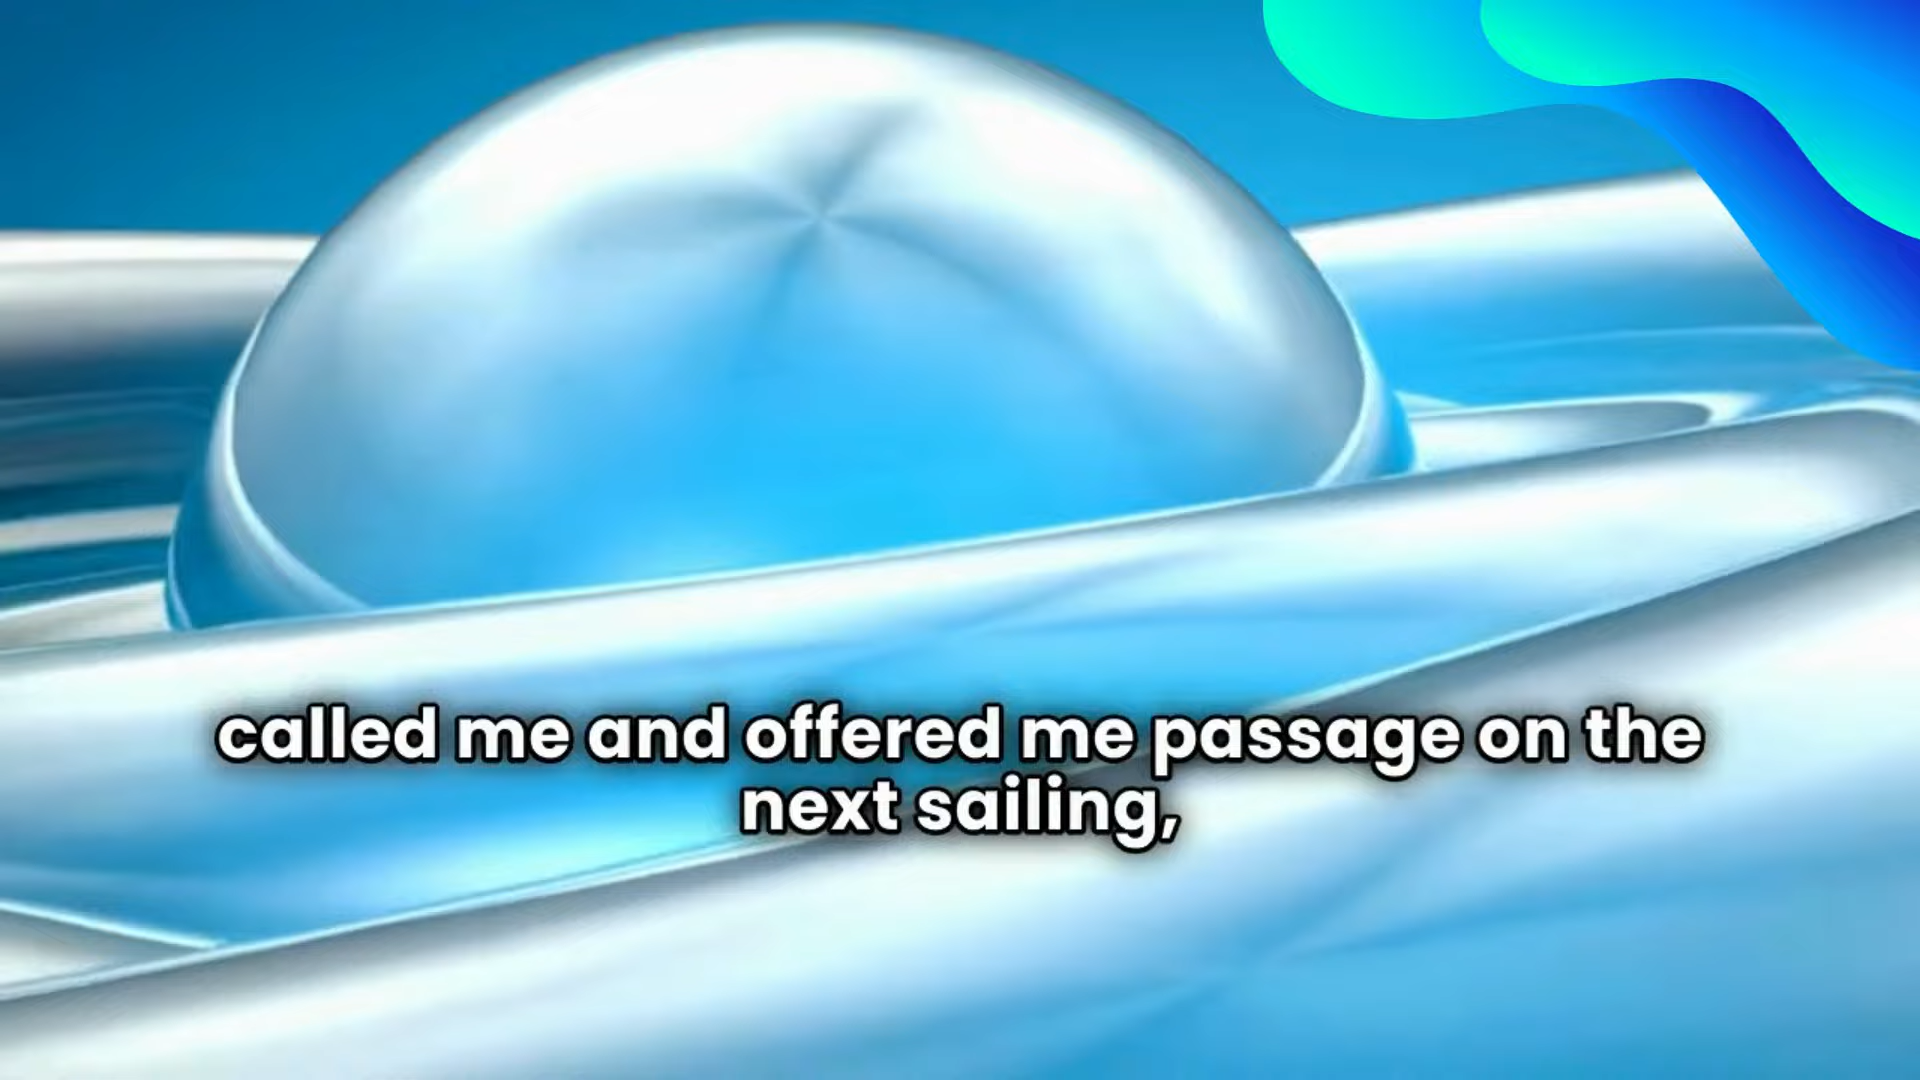 called me and offered me passage on the
next sailing,